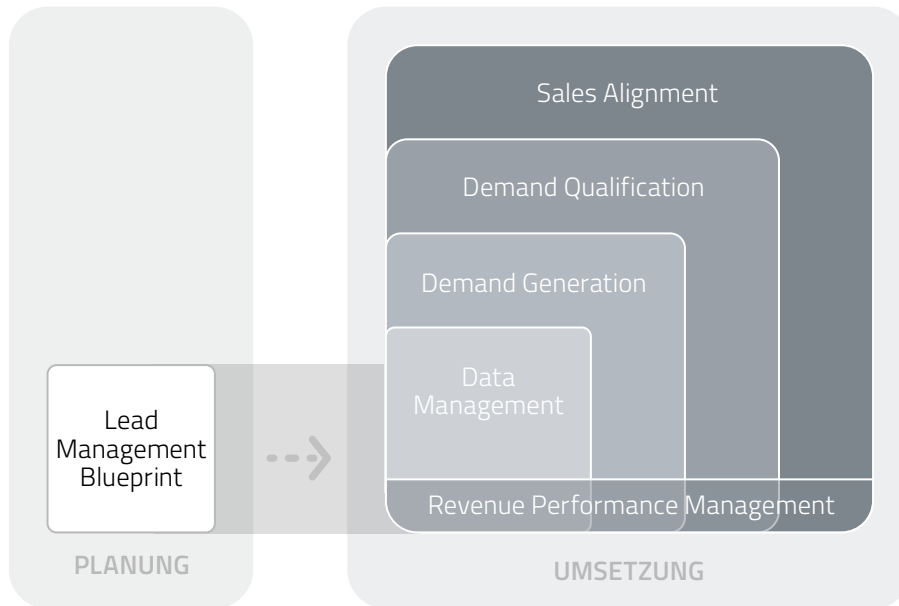 Lead
Management
Blueprint
PLANUNG
Sales Alignment
Demand Qualification
Demand Generation
Data
Management
Revenue Performance Management
UMSETZUNG